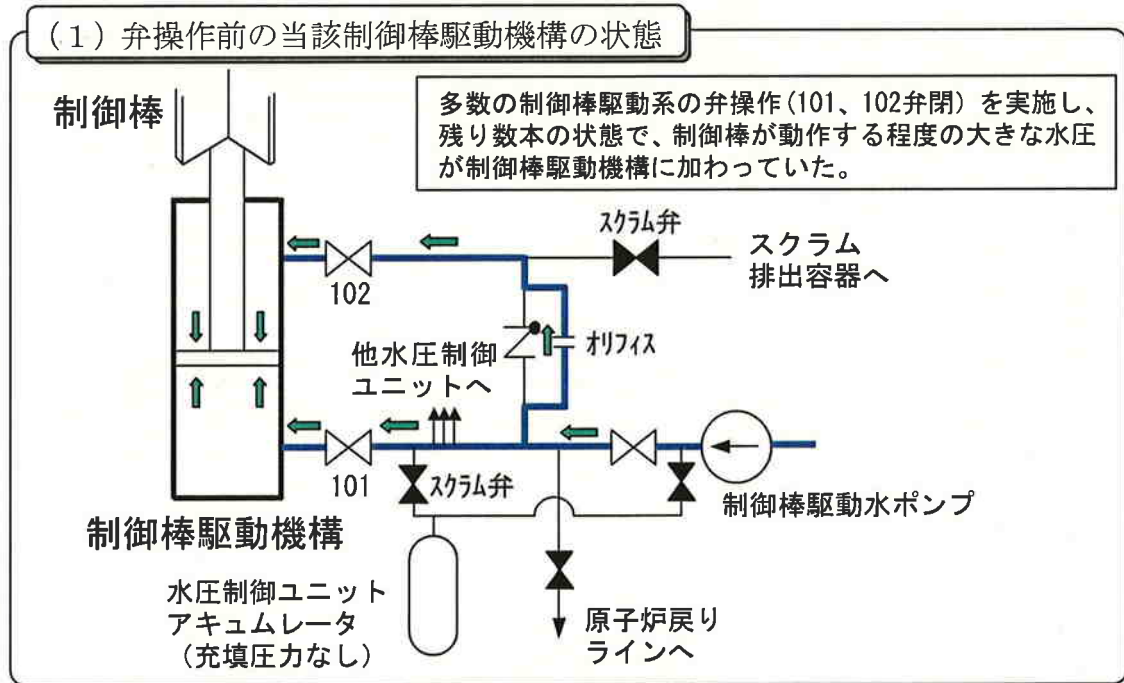 (1)弁操作前の当該制御棒駆動機構の状態
制御棒
多数の制御棒駆動系の弁操作(101、102弁閉)を実施し、
残り数本の状態で、制御棒が動作する程度の大きな水圧
が制御棒駆動機構に加わっていた。
スクラム弁
スクラム
排出容器へ
102
オリフィス
他水圧制御
ユニットへ
101
スクラム弁
制御棒駆動水ポンプ
制御棒駆動機構
水圧制御ユニット
アキュムレータ
(充填圧力なし)
原子炉戻り
ラインへ